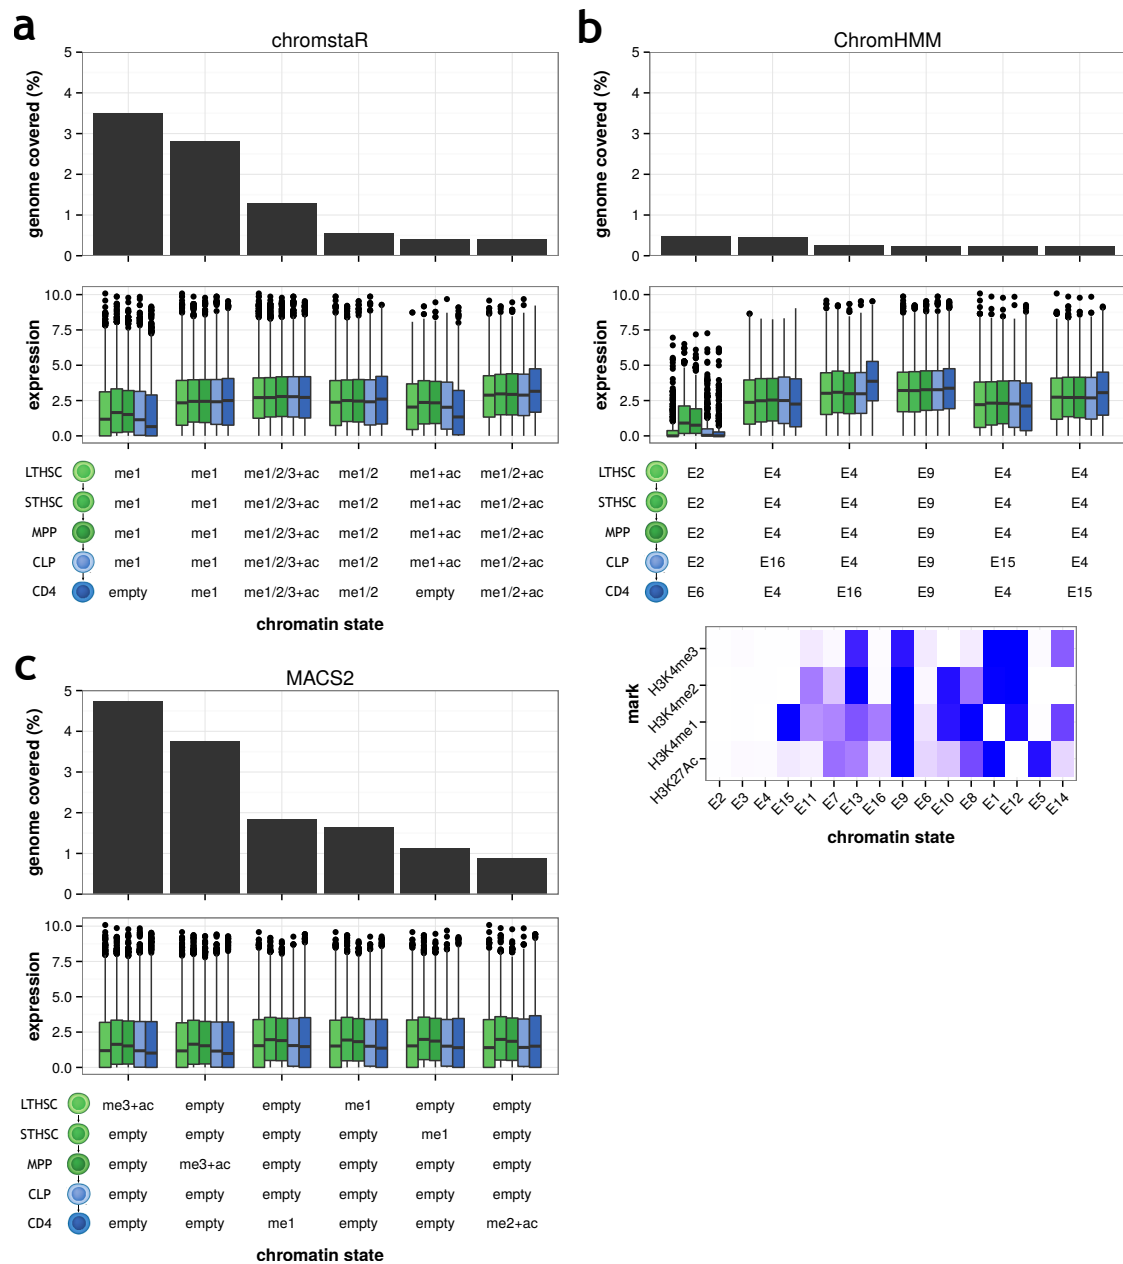 a
chromstaR
genome covered (%)
5
4
3
2
1
0
expression
10.0
7.5
5.0
2.5
0.0
LTHSC me1 me1 me1/2/3+ac me1/2 me1+ac me1/2+ac
STHSC me1 me1 me1/2/3+ac me1/2 me1+ac me1/2+ac
MPP me1 me1 me1/2/3+ac me1/2 me1+ac me1/2+ac
CLP me1 me1 me1/2/3+ac me1/2 me1+ac me1/2+ac
CD4 empty me1 me1/2/3+ac me1/2 empty me1/2+ac
chromatin state
b
ChromHMM
genome covered (%)
5
4
3
2
1
0
expression
10.0
7.5
5.0
2.5
0.0
LTHSC E2 E4 E4 E9 E4 E4
STHSC E2 E4 E4 E9 E4 E4
MPP E2 E4 E4 E9 E4 E4
CLP E2 E16 E4 E9 E15 E4
CD4 E6 E4 E16 E9 E4 E15
mark
H3K4me3
H3K4me2
H3K4me1
H3K27Ac
E2 E3 E4 E15 E11 E7 E13 E16 E9 E6 E10 E8 E1 E12 E5 E14
chromatin state
c
MACS2
genome covered (%)
5
4
3
2
1
0
expression
10.0
7.5
5.0
2.5
0.0
LTHSC me3+ac empty empty me1 empty empty
STHSC empty empty empty empty me1 empty
MPP empty me3+ac empty empty empty empty
CLP empty empty empty empty empty empty
CD4 empty empty me1 empty empty me2+ac
chromatin state